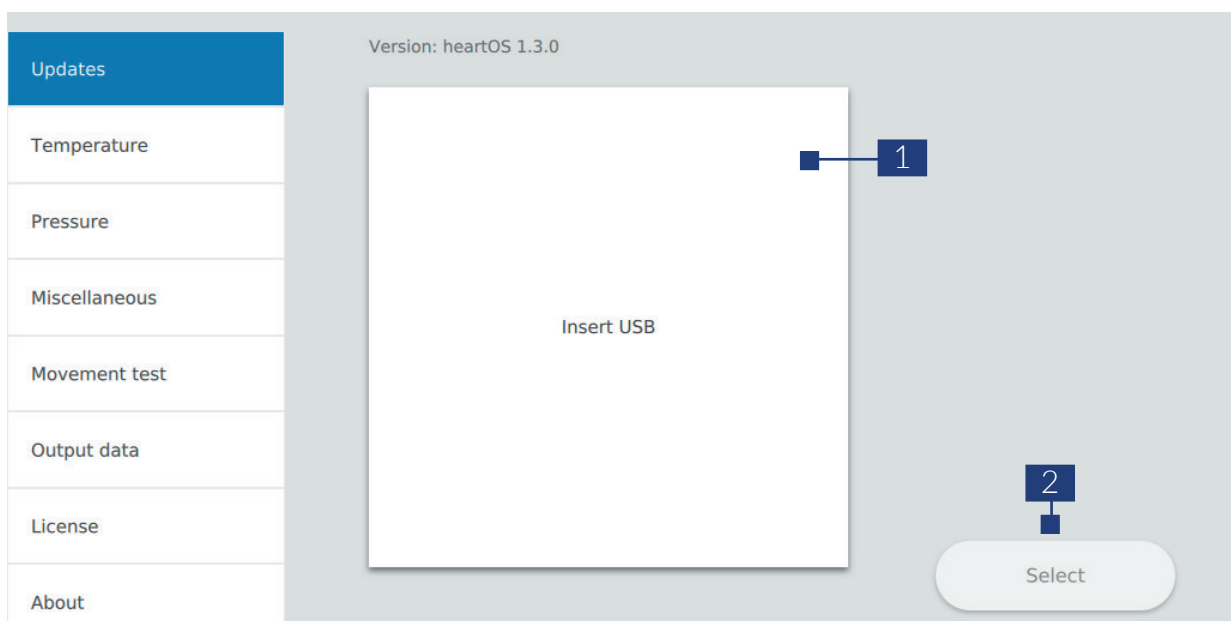 Updates
Temperature
Pressure
Miscellaneous
Movement test
Output data
License
About
Version: heartOS 1.3.0
1
Insert USB
2
Select